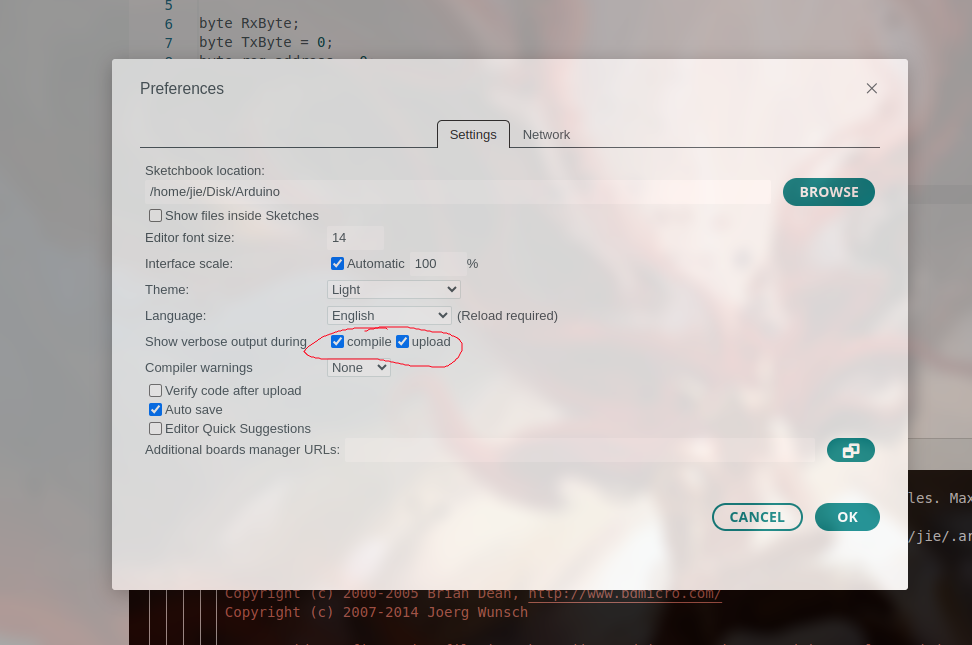 5
6 byte RxByte;
7 byte TxByte = 0;
Preferences
Settings Network
Sketchbook location:
/home/jie/Disk/Arduino BROWSE
Show files inside Sketches
Editor font size: 14
Interface scale: Automatic 100 %
Theme: Light
Language: English (Reload required)
Show verbose output during compile upload
Compiler warnings None
Verify code after upload
Auto save
Editor Quick Suggestions
Additional boards manager URLs:
les. Max
CANCEL OK
/jie/.ar
Copyright (c) 2000-2005 Brian Dean, http://www.bdmicro.com/
Copyright (c) 2007-2014 Joerg Wunsch